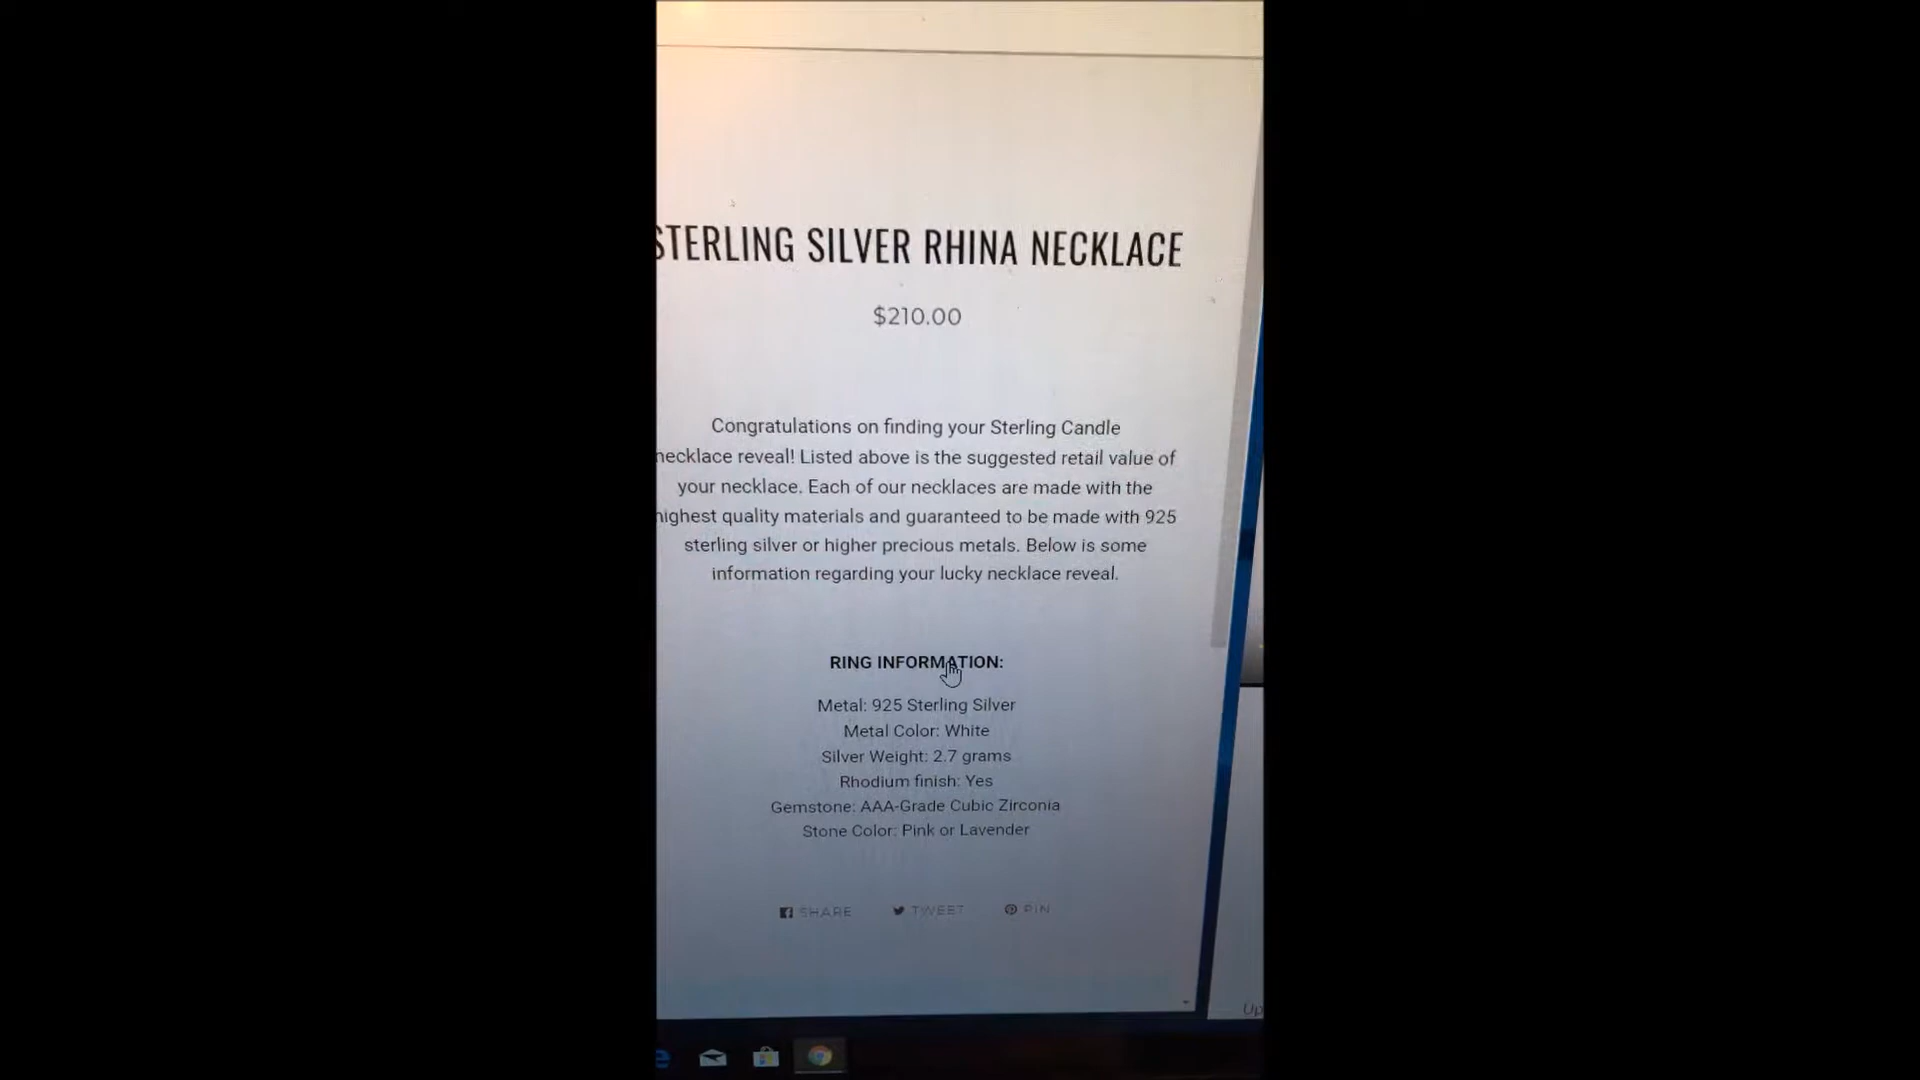 STERLING SILVER RHINA NECKLACE
$210.00
Congratulations on finding your Sterling Candle
necklace reveal! Listed above is the suggested retail value of
your necklace. Each of our necklaces are made with the
highest quality materials and guaranteed to be made with 925
sterling silver or higher precious metals. Below is some
information regarding your lucky necklace reveal.
RING INFORMATION:
Metal: 925 Sterling Silver
Metal Color: White
Silver Weight: 2.7 grams
Rhodium finish: Yes
Gemstone: AAA-Grade Cubic Zirconia
Stone Color: Pink or Lavender
SHARE TWEET PIN
Up